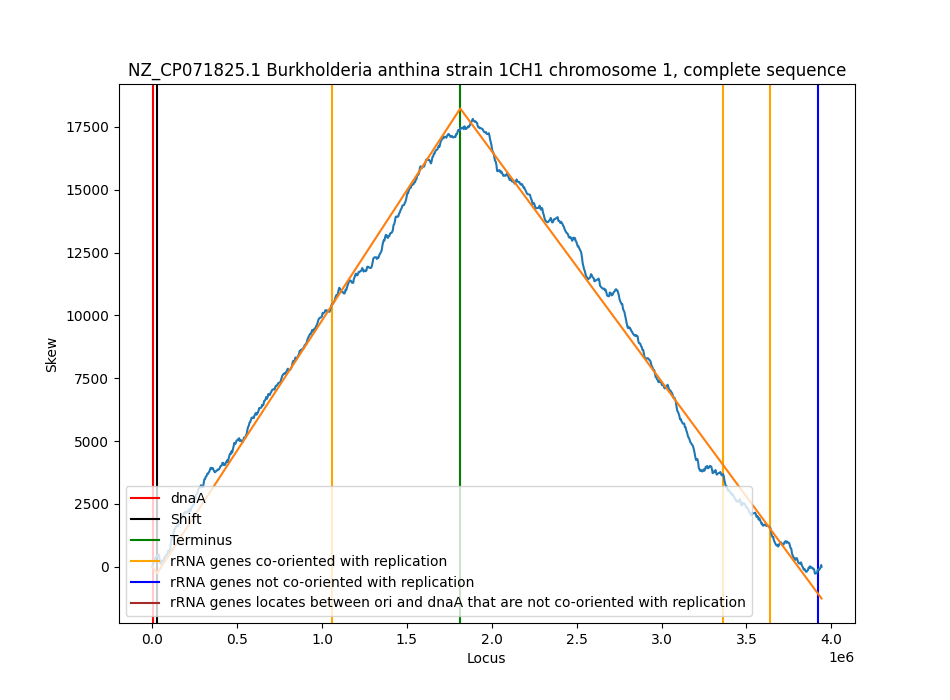 NZ_CP071825.1 Burkholderia anthina strain 1CH1 chromosome 1, complete sequence
17500
15000
12500
10000
7500
5000
2500
0
Skew
dnaA
Shift
Terminus
rRNA genes co-oriented with replication
rRNA genes not co-oriented with replication
rRNA genes locates between ori and dnaA that are not co-oriented with replication
0.0 0.5 1.0 1.5 2.0 2.5 3.0 3.5 4.0
Locus
1e6